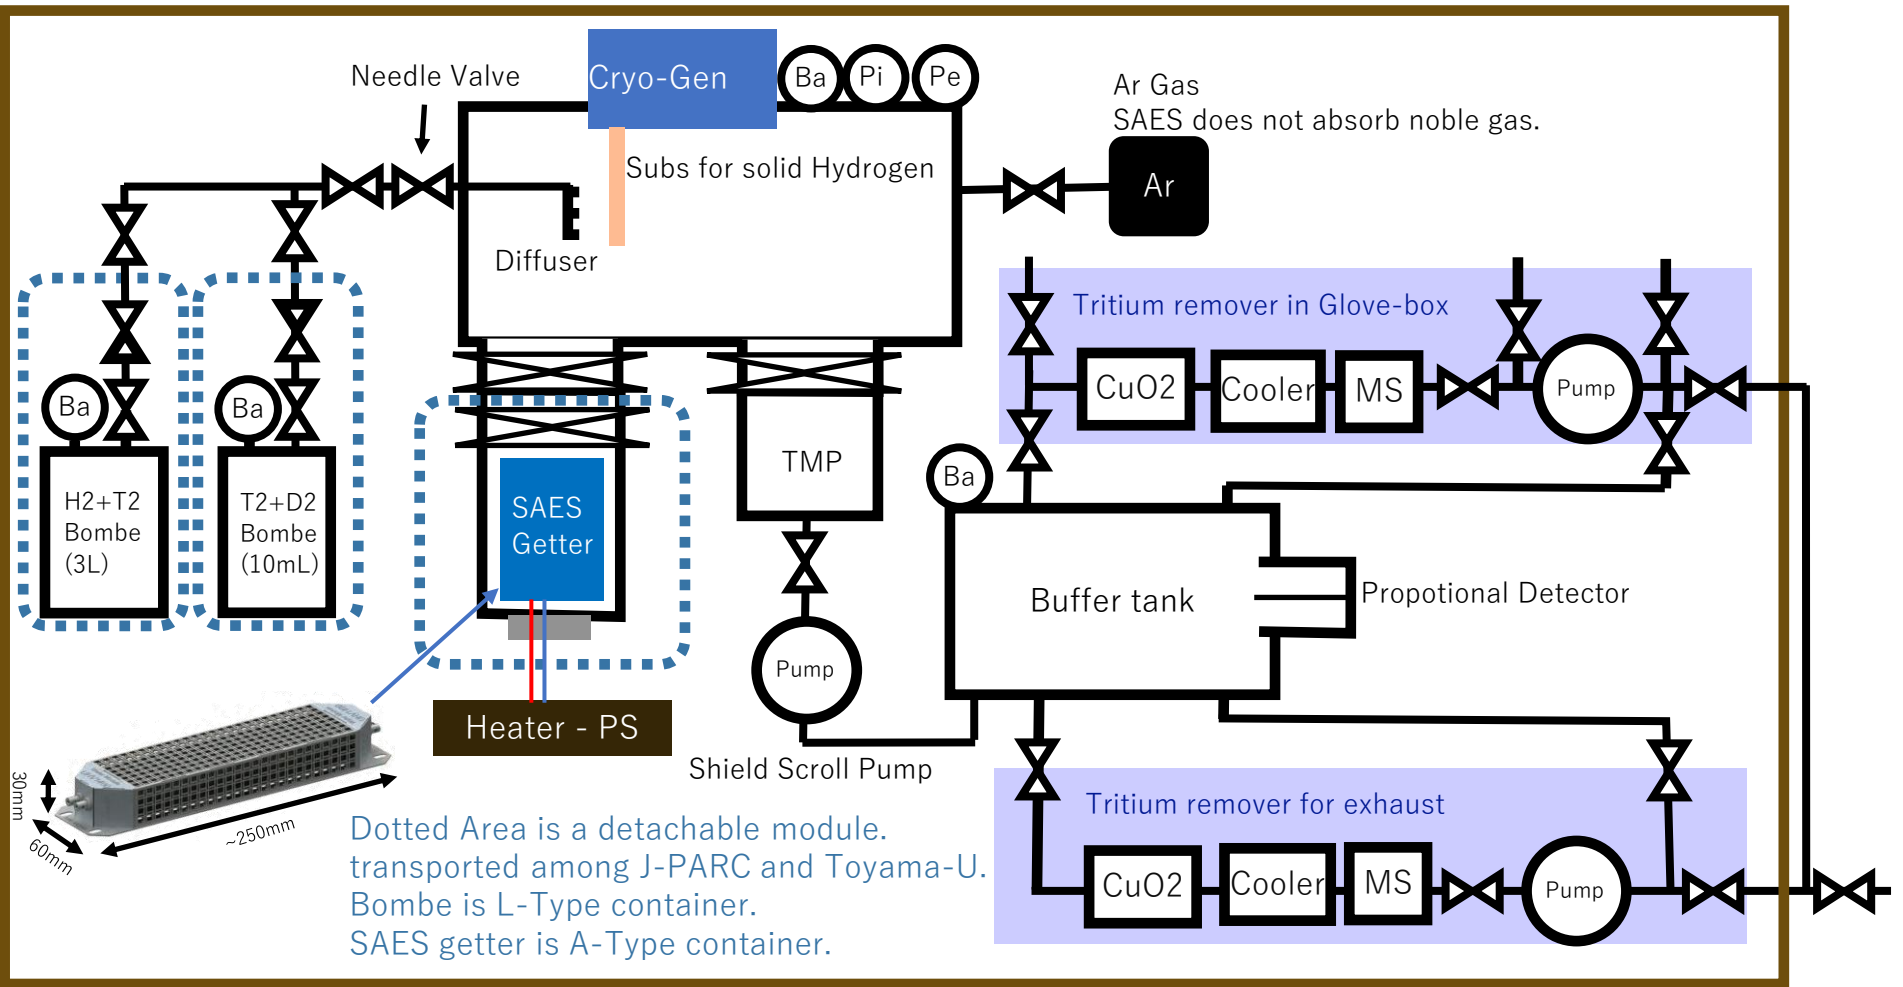 Needle Valve
Cryo-Gen
Ba
Pi
Pe
Ar Gas
SAES does not absorb noble gas.
Subs for solid Hydrogen
Ar
Diffuser
Tritium remover in Glove-box
CuO2
Cooler
MS
Pump
Ba
Ba
H2+T2
Bombe
(3L)
T2+D2
Bombe
(10mL)
SAES
Getter
TMP
Ba
Buffer tank
Propotional Detector
Pump
Heater - PS
Shield Scroll Pump
30mm
60mm
~250mm
Dotted Area is a detachable module.
transported among J-PARC and Toyama-U.
Bombe is L-Type container.
SAES getter is A-Type container.
Tritium remover for exhaust
CuO2
Cooler
MS
Pump